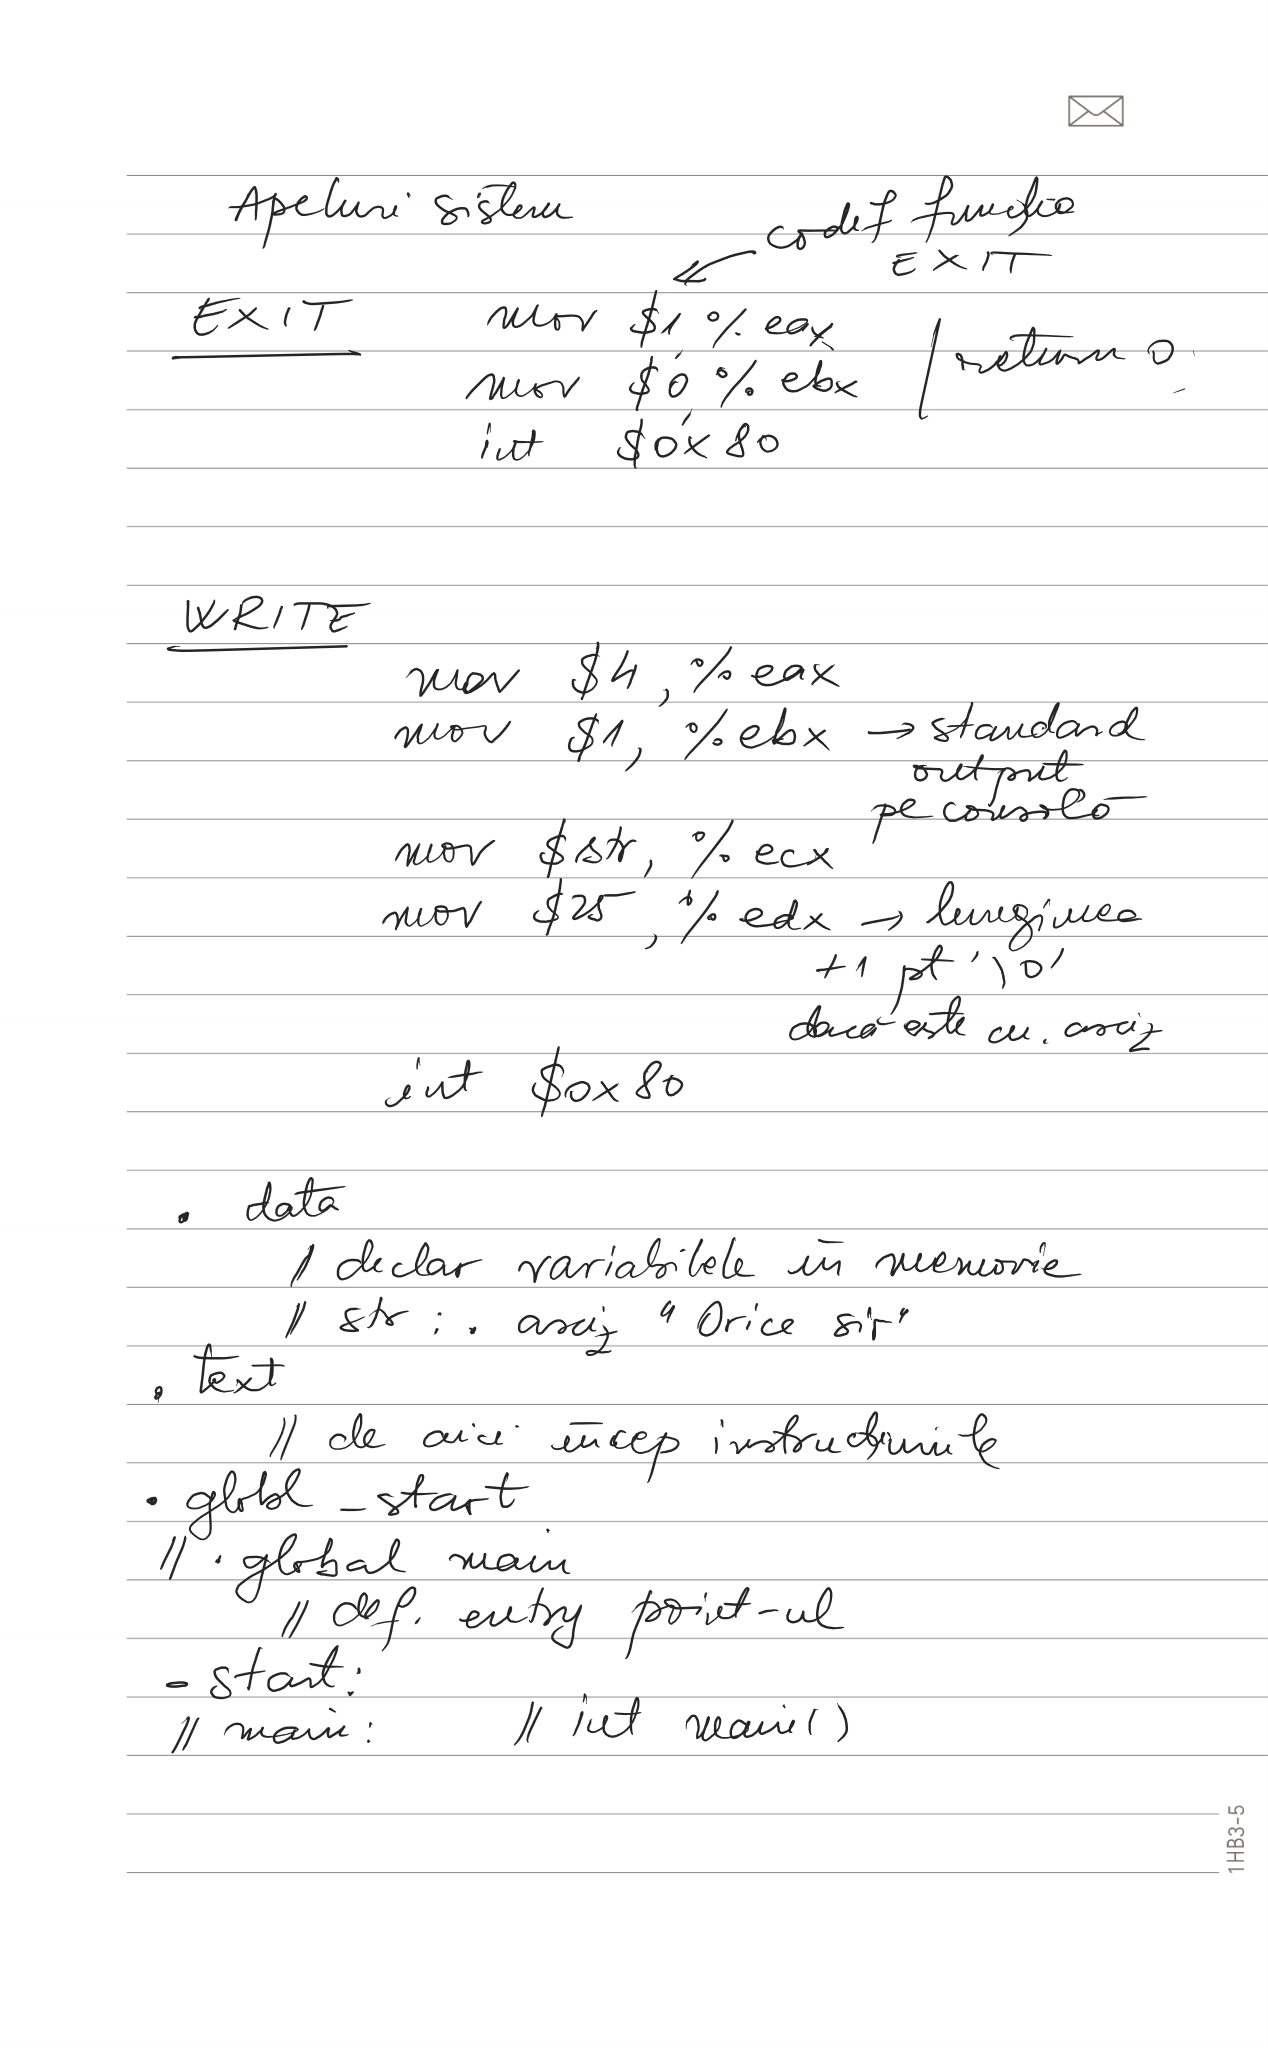 Apeluri sistem
codef funcția
EXIT
EXIT
mov $1, %eax
mov $0, %ebx
return 0;
int $0x80
WRITE
mov $4, %eax
mov $1, %ebx → standard
output
pe consolă
mov $str, %ecx
mov $25, %edx → lungimea
+1 pt '\0'
dacă este cu .asciz
int $0x80
.data
// declar variabilele în memorie
// str : .asciz "Orice sir"
.text
// de aici încep instrucțiunile
.globl _start
// .global main
// def. entry point-ul
_start:
// main: // int main()
1HB3-5